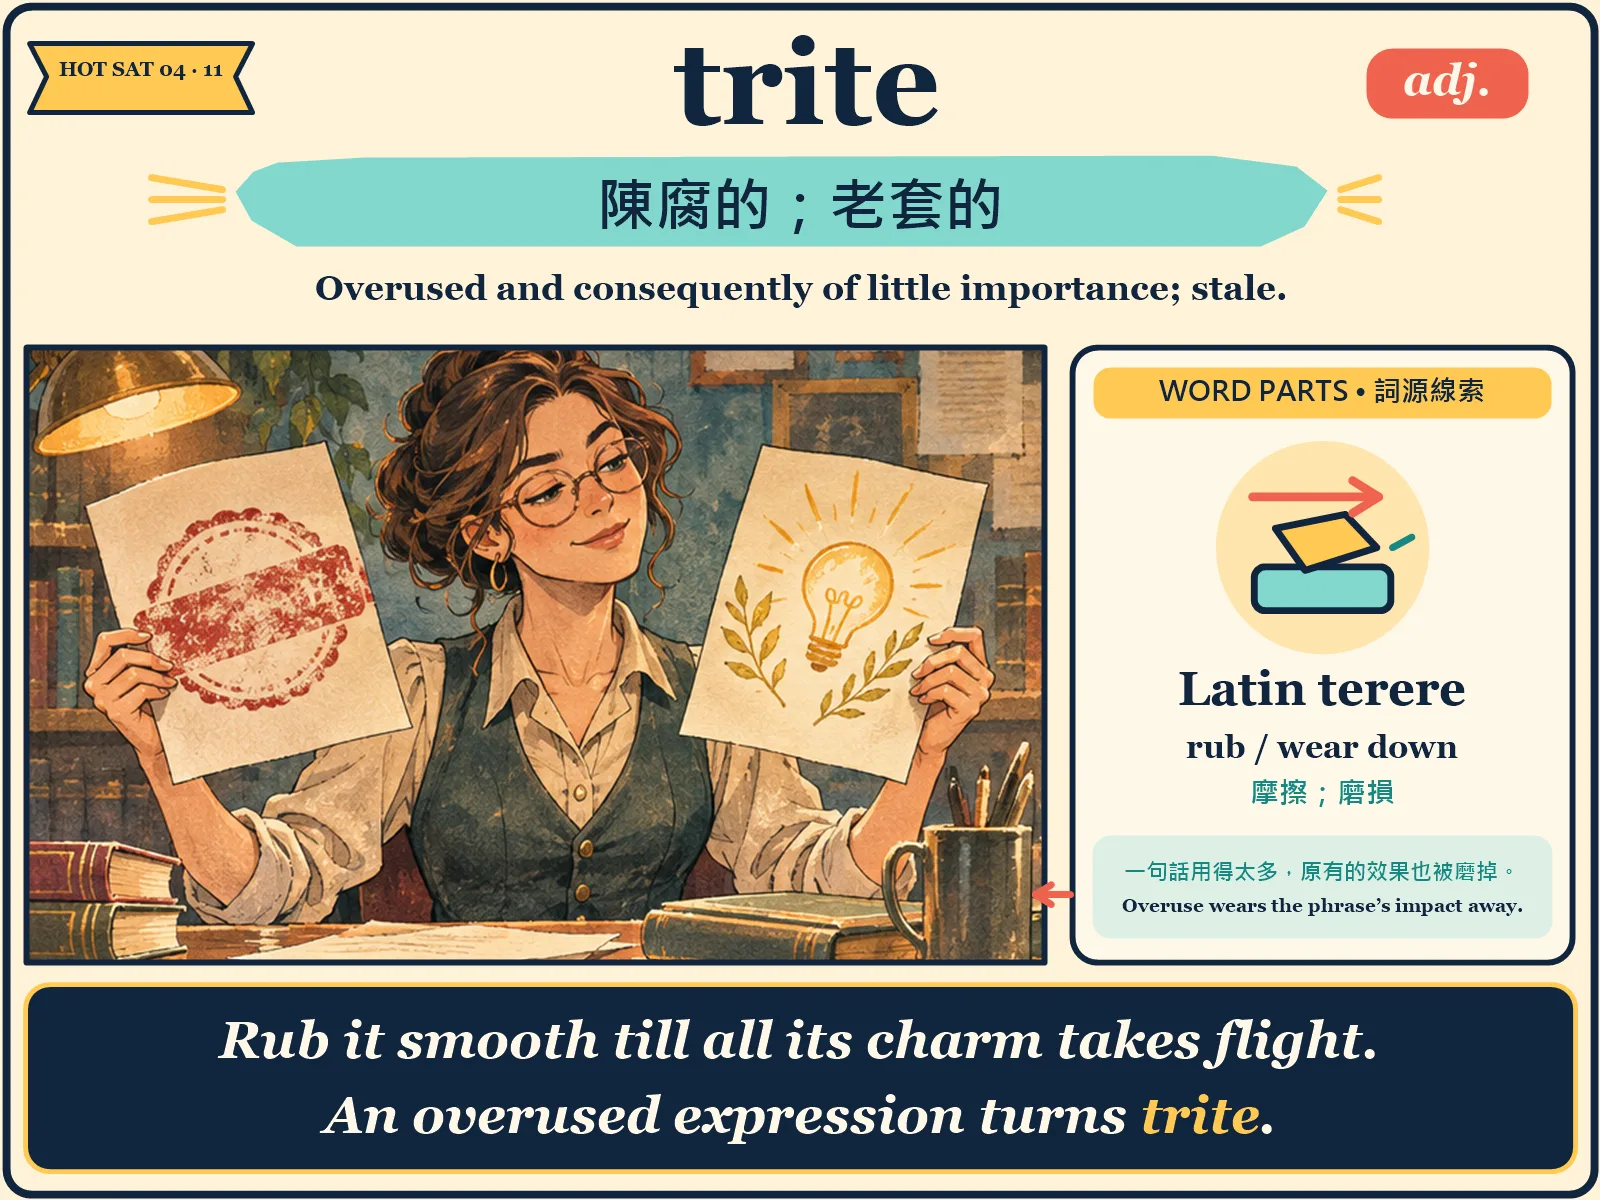 HOT SAT 04 · 11
trite
adj.
陳腐的；老套的
Overused and consequently of little importance; stale.
WORD PARTS • 詞源線索
Latin terere
rub / wear down
摩擦；磨損
一句話用得太多，原有的效果也被磨掉。
Overuse wears the phrase's impact away.
Rub it smooth till all its charm takes flight.
An overused expression turns trite.